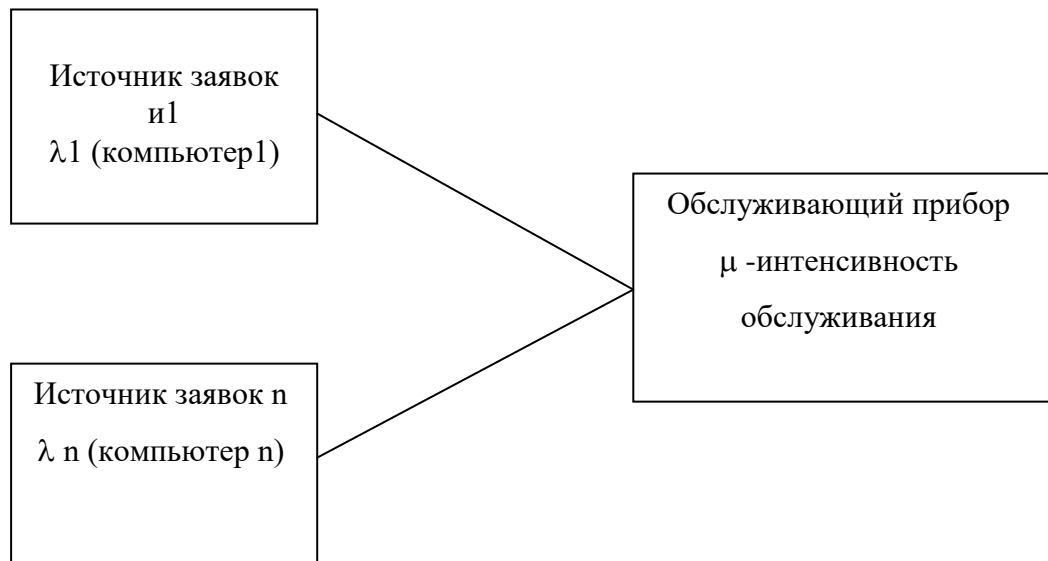 Источник заявок
и1
λ1 (компьютер1)
Обслуживающий прибор
μ -интенсивность
обслуживания
Источник заявок n
λ n (компьютер n)